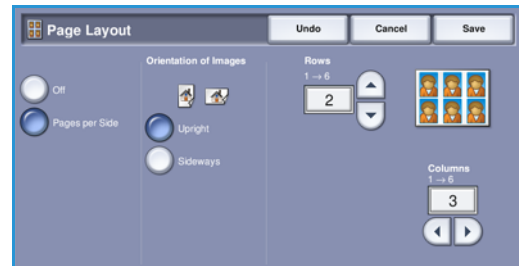 Page Layout
Undo
Cancel
Save
Off
Pages per Side
Orientation of Images
Upright
Sideways
Rows
1 → 6
2
Columns
1 → 6
3